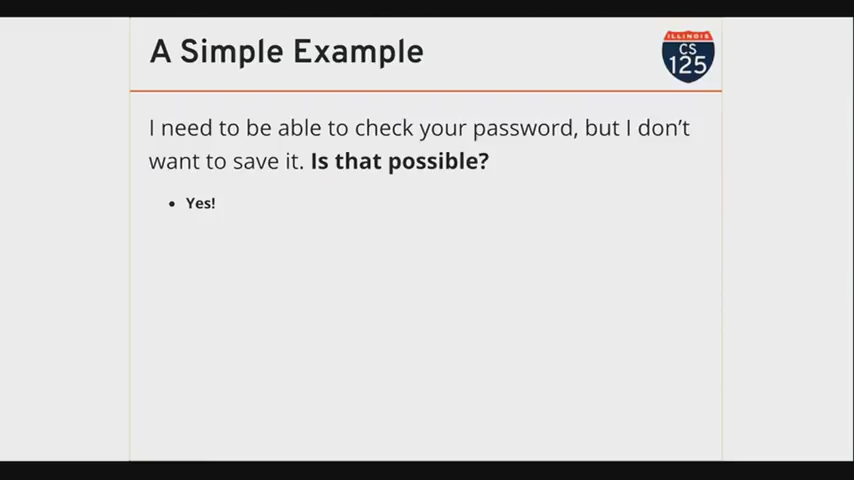 A Simple Example
ILLINOIS
CS
125
I need to be able to check your password, but I don't
want to save it. Is that possible?
• Yes!